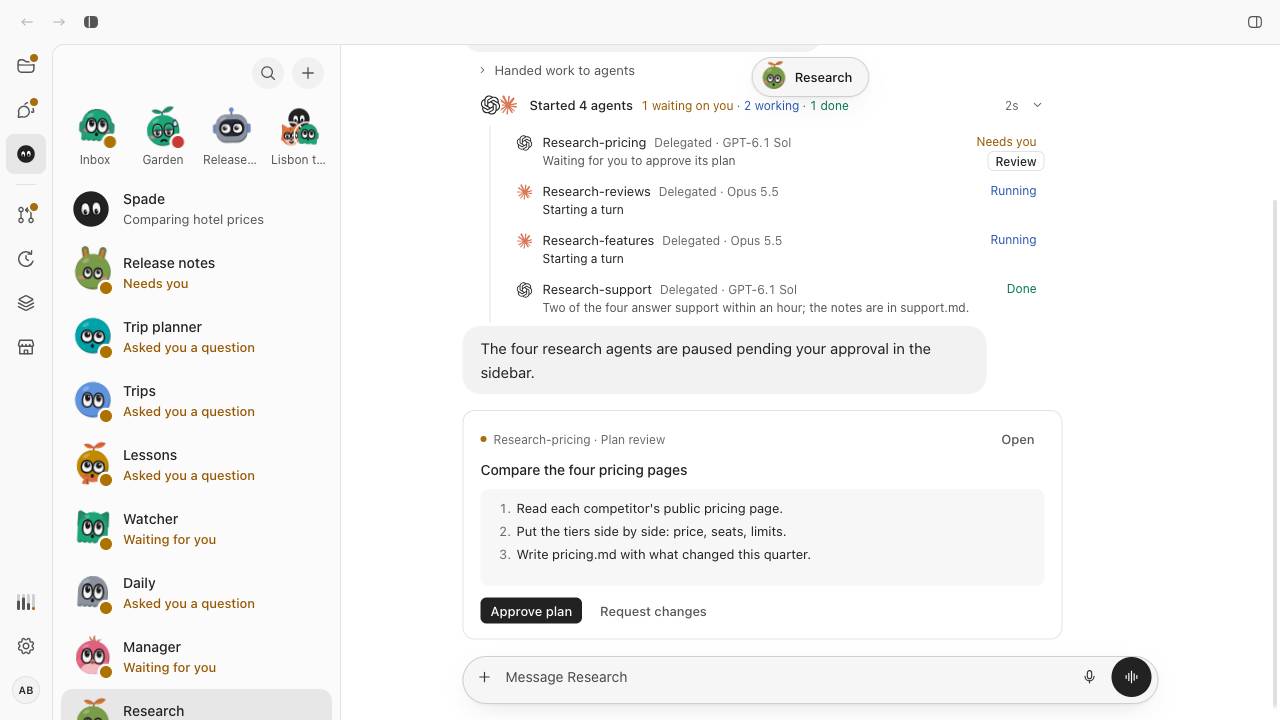 Inbox
Garden
Release...
Lisbon t...
Spade
Comparing hotel prices
Release notes
Needs you
Trip planner
Asked you a question
Trips
Asked you a question
Lessons
Asked you a question
Watcher
Waiting for you
Daily
Asked you a question
Manager
Waiting for you
Research
AB
Research
Handed work to agents
Started 4 agents 1 waiting on you · 2 working · 1 done 2s
Research-pricing Delegated · GPT-6.1 Sol Needs you
Waiting for you to approve its plan Review
Research-reviews Delegated · Opus 5.5 Running
Starting a turn
Research-features Delegated · Opus 5.5 Running
Starting a turn
Research-support Delegated · GPT-6.1 Sol Done
Two of the four answer support within an hour; the notes are in support.md.
The four research agents are paused pending your approval in the
sidebar.
Research-pricing · Plan review Open
Compare the four pricing pages
1. Read each competitor's public pricing page.
2. Put the tiers side by side: price, seats, limits.
3. Write pricing.md with what changed this quarter.
Approve plan Request changes
Message Research